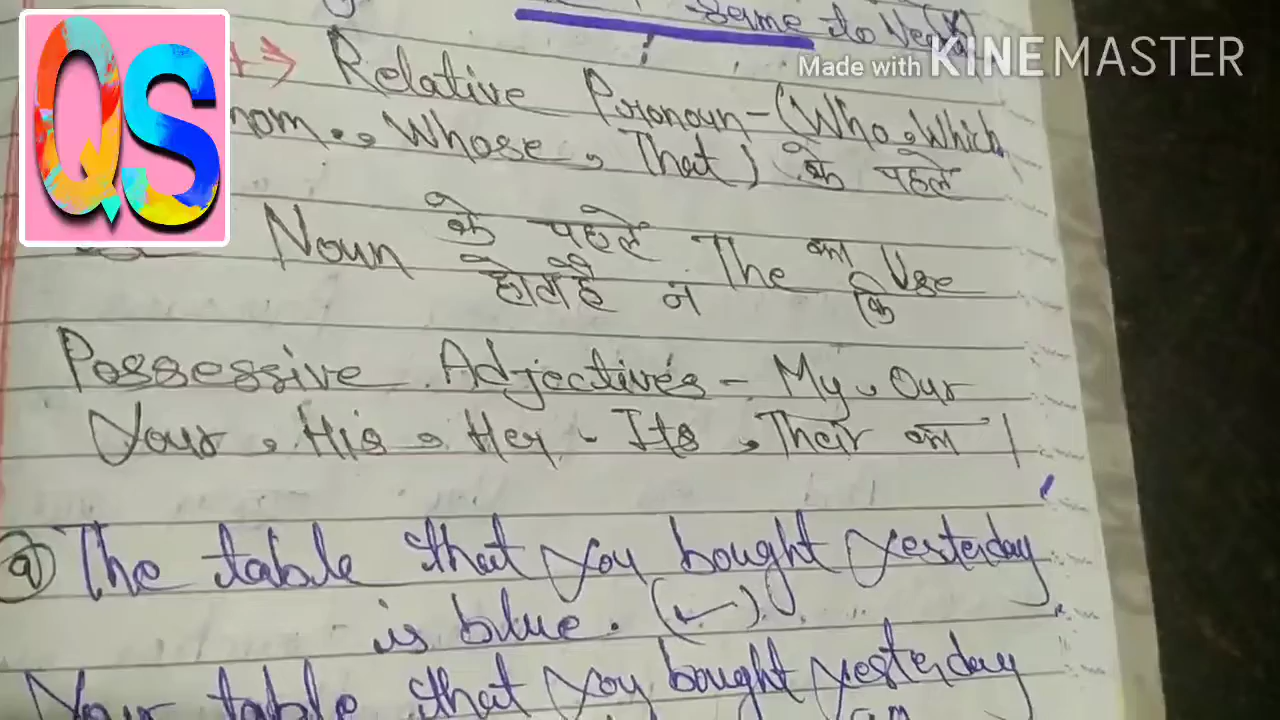 same to Verb (x)
Made with KINEMASTER
QS
→ Relative Pronoun - (Who, Which
hom, Whose, That) के पहले
Noun के पहले The का Use
होता है न कि
Possessive Adjectives - My, Our
Your, His, Her, Its, Their का।
a) The table that you bought yesterday
is blue. (✓)
Your table that you bought yesterday